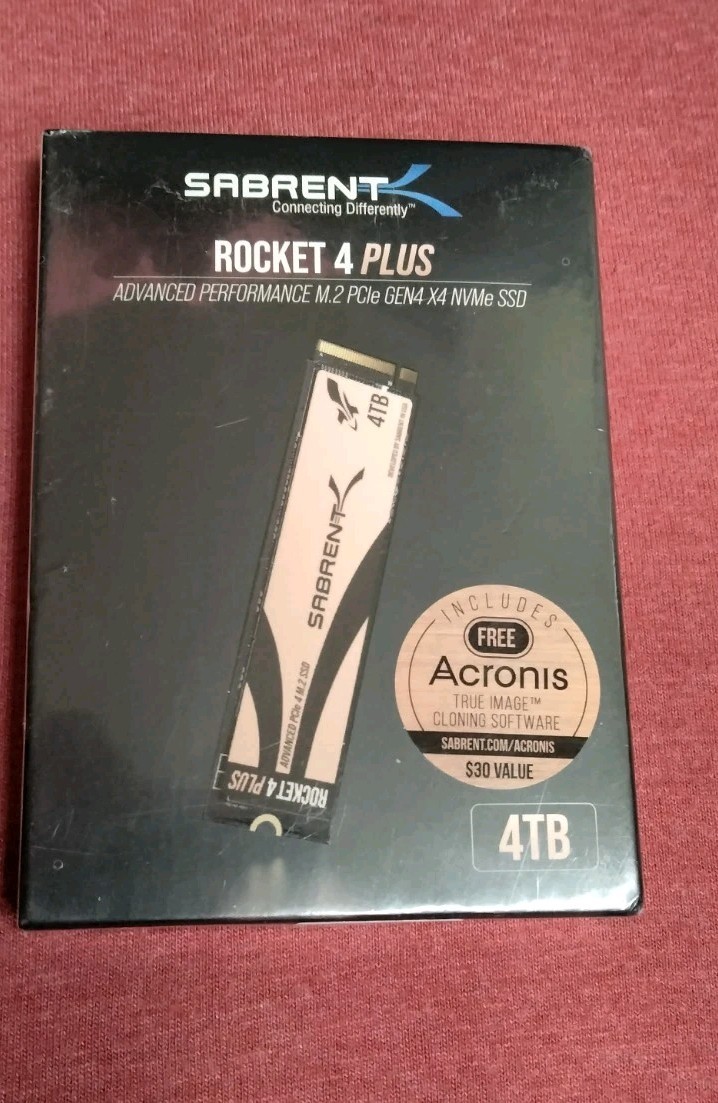 SABRENT
Connecting Differently™
ROCKET 4 PLUS
ADVANCED PERFORMANCE M.2 PCIe GEN4 X4 NVMe SSD
4TB
SABRENT
ADVANCED PCIe 4 M.2 SSD
ROCKET 4 PLUS
INCLUDES
FREE
Acronis
TRUE IMAGE™
CLONING SOFTWARE
SABRENT.COM/ACRONIS
$30 VALUE
4TB